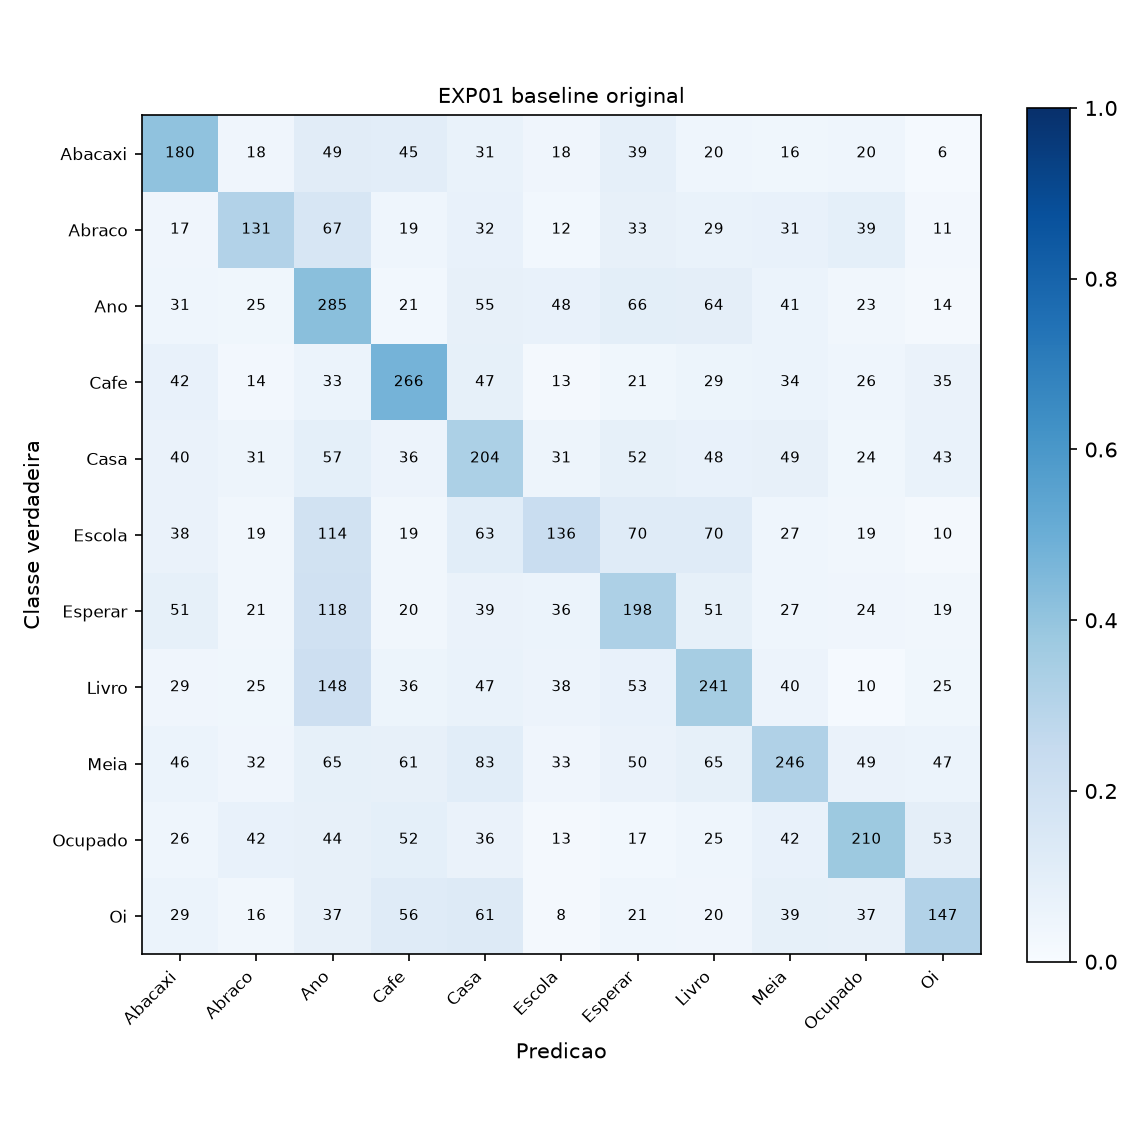 EXP01 baseline original
Classe verdadeira
Abacaxi 180 18 49 45 31 18 39 20 16 20 6
Abraco 17 131 67 19 32 12 33 29 31 39 11
Ano 31 25 285 21 55 48 66 64 41 23 14
Cafe 42 14 33 266 47 13 21 29 34 26 35
Casa 40 31 57 36 204 31 52 48 49 24 43
Escola 38 19 114 19 63 136 70 70 27 19 10
Esperar 51 21 118 20 39 36 198 51 27 24 19
Livro 29 25 148 36 47 38 53 241 40 10 25
Meia 46 32 65 61 83 33 50 65 246 49 47
Ocupado 26 42 44 52 36 13 17 25 42 210 53
Oi 29 16 37 56 61 8 21 20 39 37 147
Abacaxi Abraco Ano Cafe Casa Escola Esperar Livro Meia Ocupado Oi
Predicao
1.0
0.8
0.6
0.4
0.2
0.0